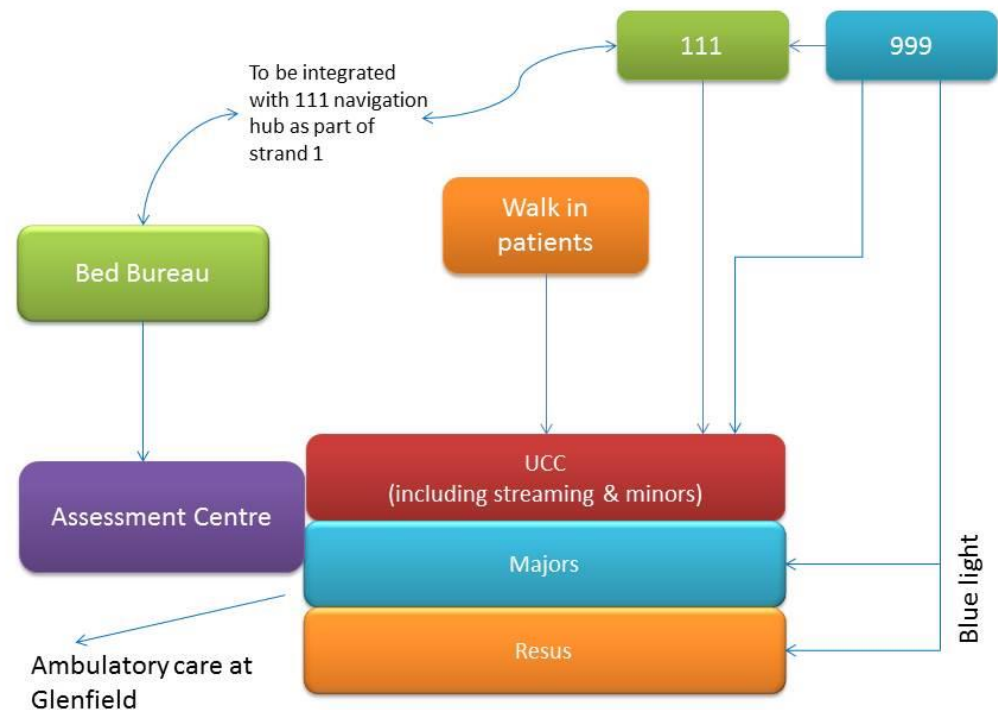 111
999
To be integrated
with 111 navigation
hub as part of
strand 1
Walk in
patients
Bed Bureau
UCC
(including streaming & minors)
Assessment Centre
Majors
Blue light
Resus
Ambulatory care at
Glenfield